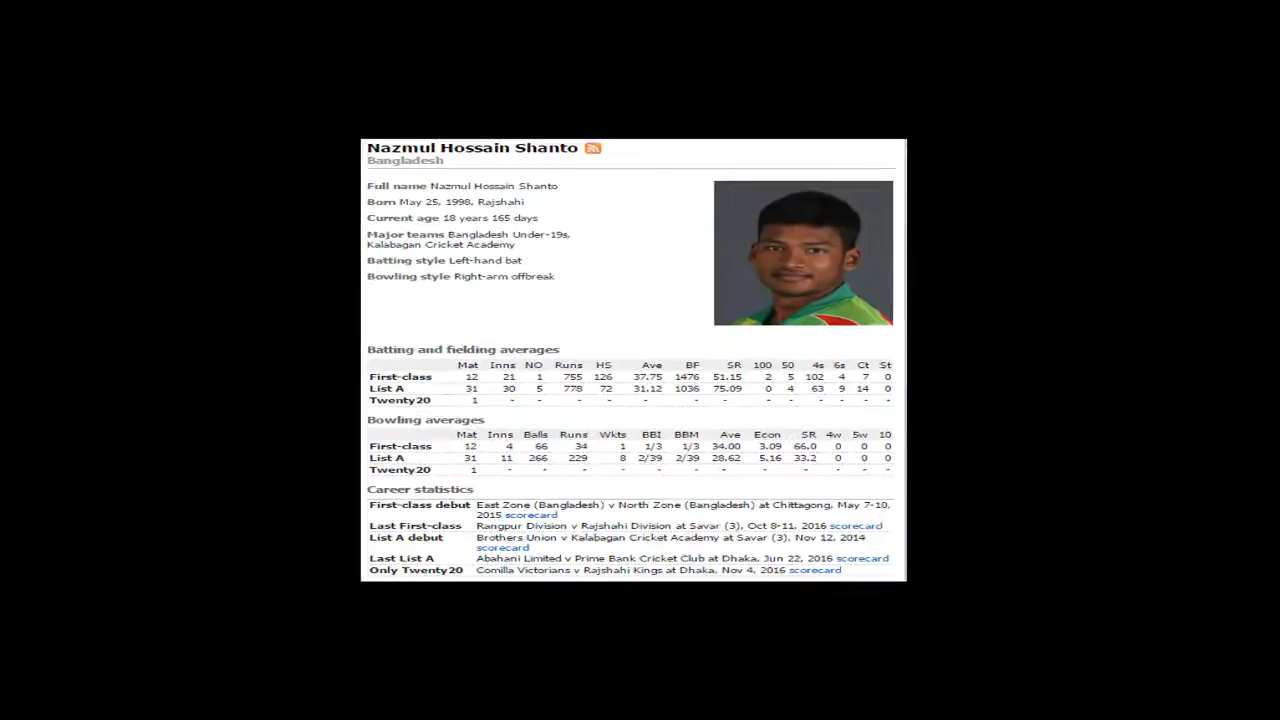 Nazmul Hossain Shanto
Bangladesh
Full name Nazmul Hossain Shanto
Born May 25, 1998, Rajshahi
Current age 18 years 165 days
Major teams Bangladesh Under-19s,
Kalabagan Cricket Academy
Batting style Left-hand bat
Bowling style Right-arm offbreak
Batting and fielding averages
Mat Inns NO Runs HS Ave BF SR 100 50 4s 6s Ct St
First-class 12 21 1 755 126 37.75 1476 51.15 2 5 102 4 7 0
List A 31 30 5 778 72 31.12 1036 75.09 0 4 63 9 14 0
Twenty20 1 - - - - - - - - - - - - -
Bowling averages
Mat Inns Balls Runs Wkts BBI BBM Ave Econ SR 4w 5w 10
First-class 12 4 66 34 1 1/3 1/3 34.00 3.09 66.0 0 0 0
List A 31 11 266 229 8 2/39 2/39 28.62 5.16 33.2 0 0 0
Twenty20 1 - - - - - - - - - - - -
Career statistics
First-class debut East Zone (Bangladesh) v North Zone (Bangladesh) at Chittagong, May 7-10,
2015 scorecard
Last First-class Rangpur Division v Rajshahi Division at Savar (3), Oct 8-11, 2016 scorecard
List A debut Brothers Union v Kalabagan Cricket Academy at Savar (3), Nov 12, 2014
scorecard
Last List A Abahani Limited v Prime Bank Cricket Club at Dhaka, Jun 22, 2016 scorecard
Only Twenty20 Comilla Victorians v Rajshahi Kings at Dhaka, Nov 4, 2016 scorecard